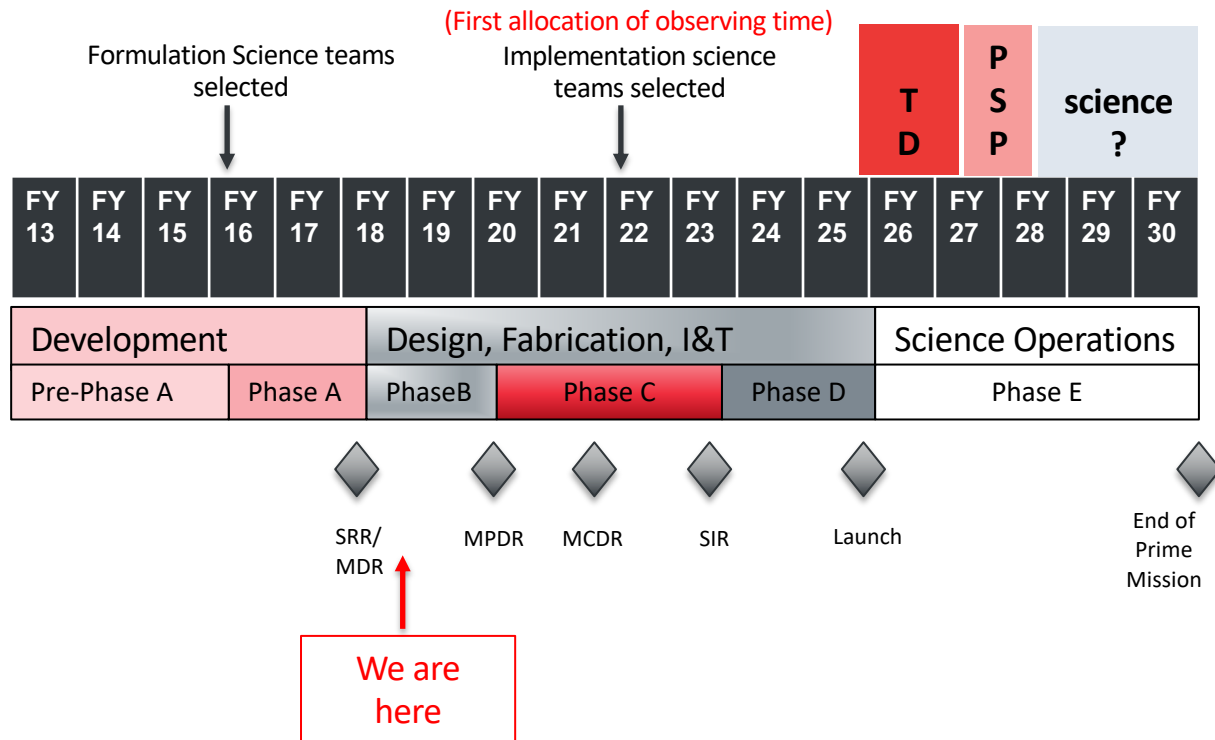 (First allocation of observing time)
Formulation Science teams
selected
Implementation science
teams selected
T
D
P
S
P
science
?
FY
13
FY
14
FY
15
FY
16
FY
17
FY
18
FY
19
FY
20
FY
21
FY
22
FY
23
FY
24
FY
25
FY
26
FY
27
FY
28
FY
29
FY
30
Development
Design, Fabrication, I&T
Science Operations
Pre-Phase A
Phase A
PhaseB
Phase C
Phase D
Phase E
SRR/
MDR
MPDR
MCDR
SIR
Launch
End of
Prime
Mission
We are
here